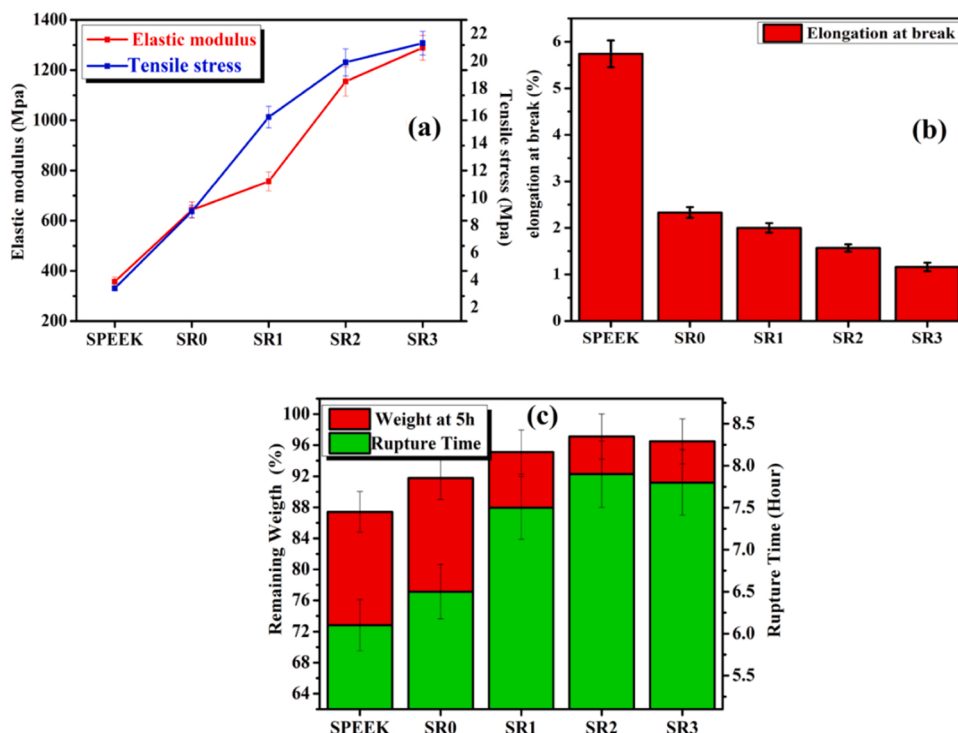 Elastic modulus
Tensile stress
(a)
Elastic modulus (Mpa)
1400
1200
1000
800
600
400
200
Tensile stress (Mpa)
22
20
18
16
14
12
10
8
6
4
2
SPEEK SR0 SR1 SR2 SR3
Elongation at break
(b)
elongation at break (%)
6
5
4
3
2
1
0
SPEEK SR0 SR1 SR2 SR3
Weight at 5h
Rupture Time
(c)
Remaining Weigth (%)
100
96
92
88
84
80
76
72
68
64
Rupture Time (Hour)
8.5
8.0
7.5
7.0
6.5
6.0
5.5
SPEEK SR0 SR1 SR2 SR3